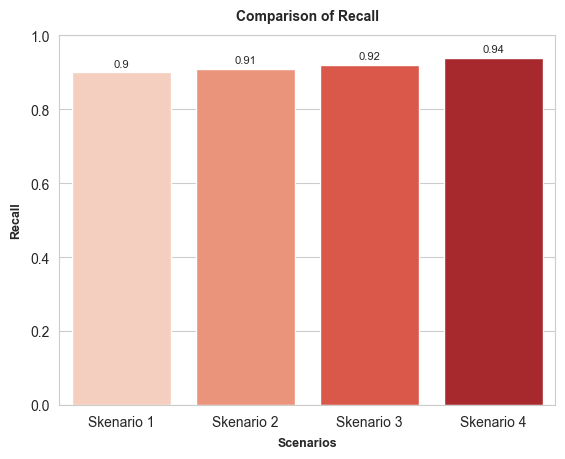 Comparison of Recall
1.0
0.8
0.6
0.4
0.2
0.0
Recall
0.9
0.91
0.92
0.94
Skenario 1
Skenario 2
Skenario 3
Skenario 4
Scenarios